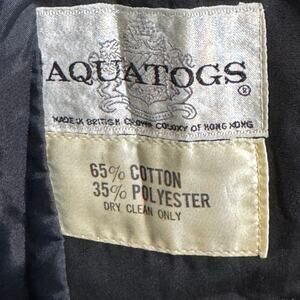 AQUATOGS ®
MADE IN BRITISH CROWN COLONY OF HONG KONG
65% COTTON
35% POLYESTER
DRY CLEAN ONLY